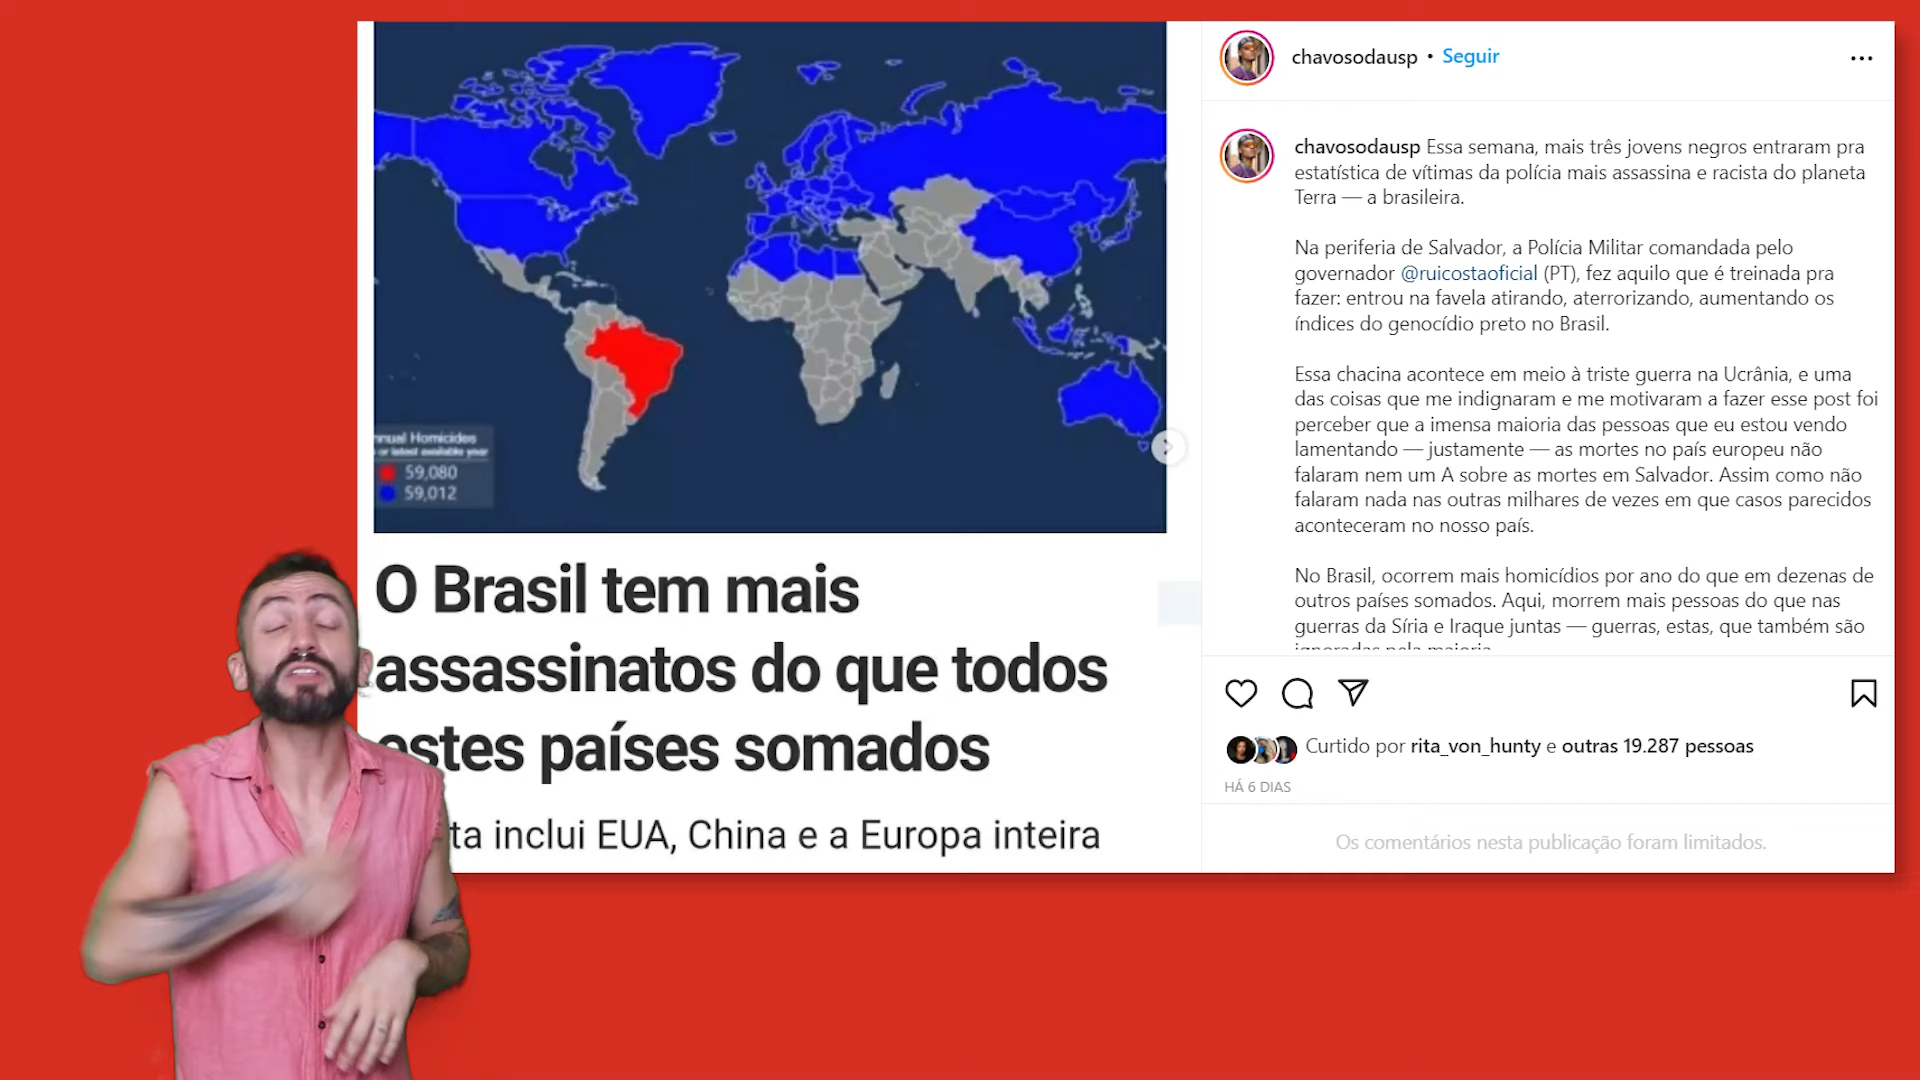 nnual Homicides
or latest available year
59,080
59,012
O Brasil tem mais
assassinatos do que todos
estes países somados
ta inclui EUA, China e a Europa inteira
chavosodausp • Seguir
chavosodausp Essa semana, mais três jovens negros entraram pra
estatística de vítimas da polícia mais assassina e racista do planeta
Terra — a brasileira.
Na periferia de Salvador, a Polícia Militar comandada pelo
governador @ruicostaoficial (PT), fez aquilo que é treinada pra
fazer: entrou na favela atirando, aterrorizando, aumentando os
índices do genocídio preto no Brasil.
Essa chacina acontece em meio à triste guerra na Ucrânia, e uma
das coisas que me indignaram e me motivaram a fazer esse post foi
perceber que a imensa maioria das pessoas que eu estou vendo
lamentando — justamente — as mortes no país europeu não
falaram nem um A sobre as mortes em Salvador. Assim como não
falaram nada nas outras milhares de vezes em que casos parecidos
aconteceram no nosso país.
No Brasil, ocorrem mais homicídios por ano do que em dezenas de
outros países somados. Aqui, morrem mais pessoas do que nas
guerras da Síria e Iraque juntas — guerras, estas, que também são
ignoradas pela maioria
Curtido por rita_von_hunty e outras 19.287 pessoas
HÁ 6 DIAS
Os comentários nesta publicação foram limitados.